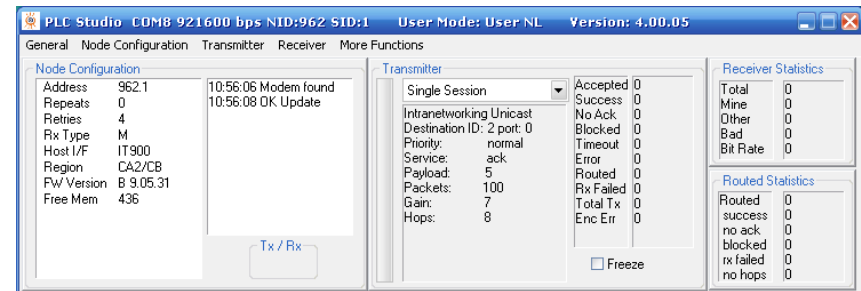 PLC Studio COM8 921600 bps NID:962 SID:1 User Mode: User NL Version: 4.00.05
General Node Configuration Transmitter Receiver More Functions
Node Configuration
Address 962.1
Repeats 0
Retries 4
Rx Type M
Host I/F IT900
Region CA2/CB
FW Version B 9.05.31
Free Mem 436
10:56:06 Modem found
10:56:08 OK Update
Tx / Rx
Transmitter
Single Session
Intranetworking Unicast
Destination ID: 2 port: 0
Priority: normal
Service: ack
Payload: 5
Packets: 100
Gain: 7
Hops: 8
Accepted 0
Success 0
No Ack 0
Blocked 0
Timeout 0
Error 0
Routed 0
Rx Failed 0
Total Tx 0
Enc Err 0
Freeze
Receiver Statistics
Total 0
Mine 0
Other 0
Bad 0
Bit Rate 0
Routed Statistics
Routed 0
success 0
no ack 0
blocked 0
rx failed 0
no hops 0